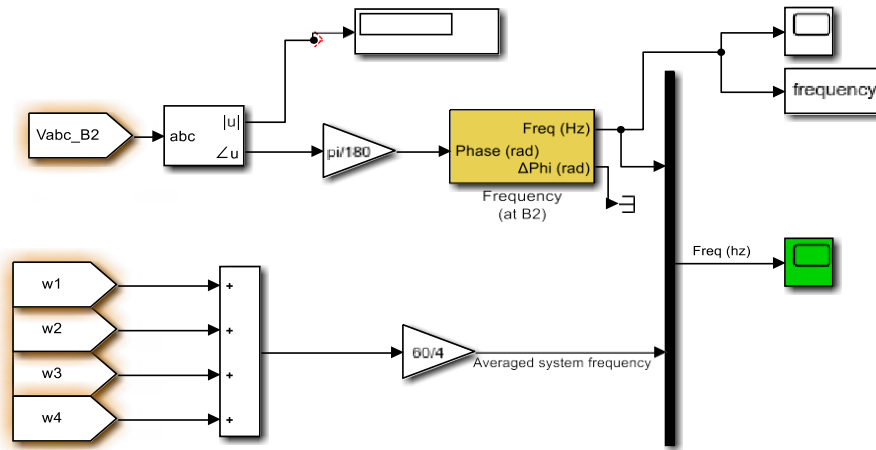 Vabc_B2
abc
|u|
∠u
pi/180
Freq (Hz)
Phase (rad)
ΔPhi (rad)
Frequency
(at B2)
frequency
Freq (hz)
w1
w2
w3
w4
+
+
+
+
60/4
Averaged system frequency